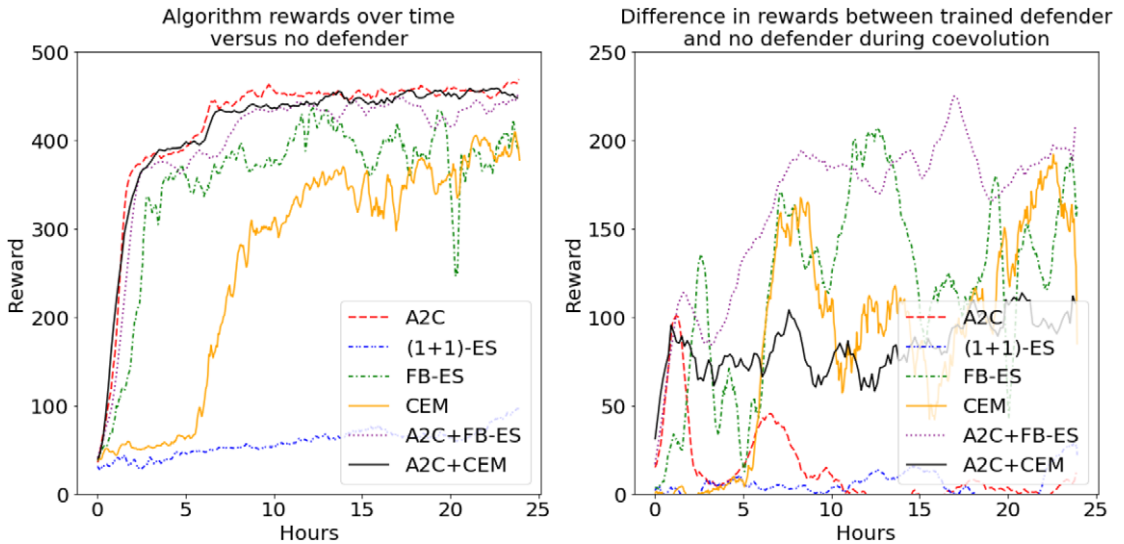 Algorithm rewards over time
versus no defender
500
400
300
200
100
0
Reward
0
5
10
15
20
25
Hours
A2C
(1+1)-ES
FB-ES
CEM
A2C+FB-ES
A2C+CEM
Difference in rewards between trained defender
and no defender during coevolution
250
200
150
100
50
0
Reward
0
5
10
15
20
25
Hours
A2C
(1+1)-ES
FB-ES
CEM
A2C+FB-ES
A2C+CEM